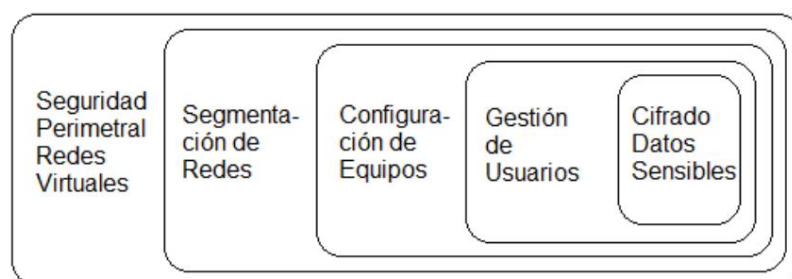 Seguridad
Perimetral
Redes
Virtuales
Segmenta-
ción de
Redes
Configura-
ción de
Equipos
Gestión
de
Usuarios
Cifrado
Datos
Sensibles